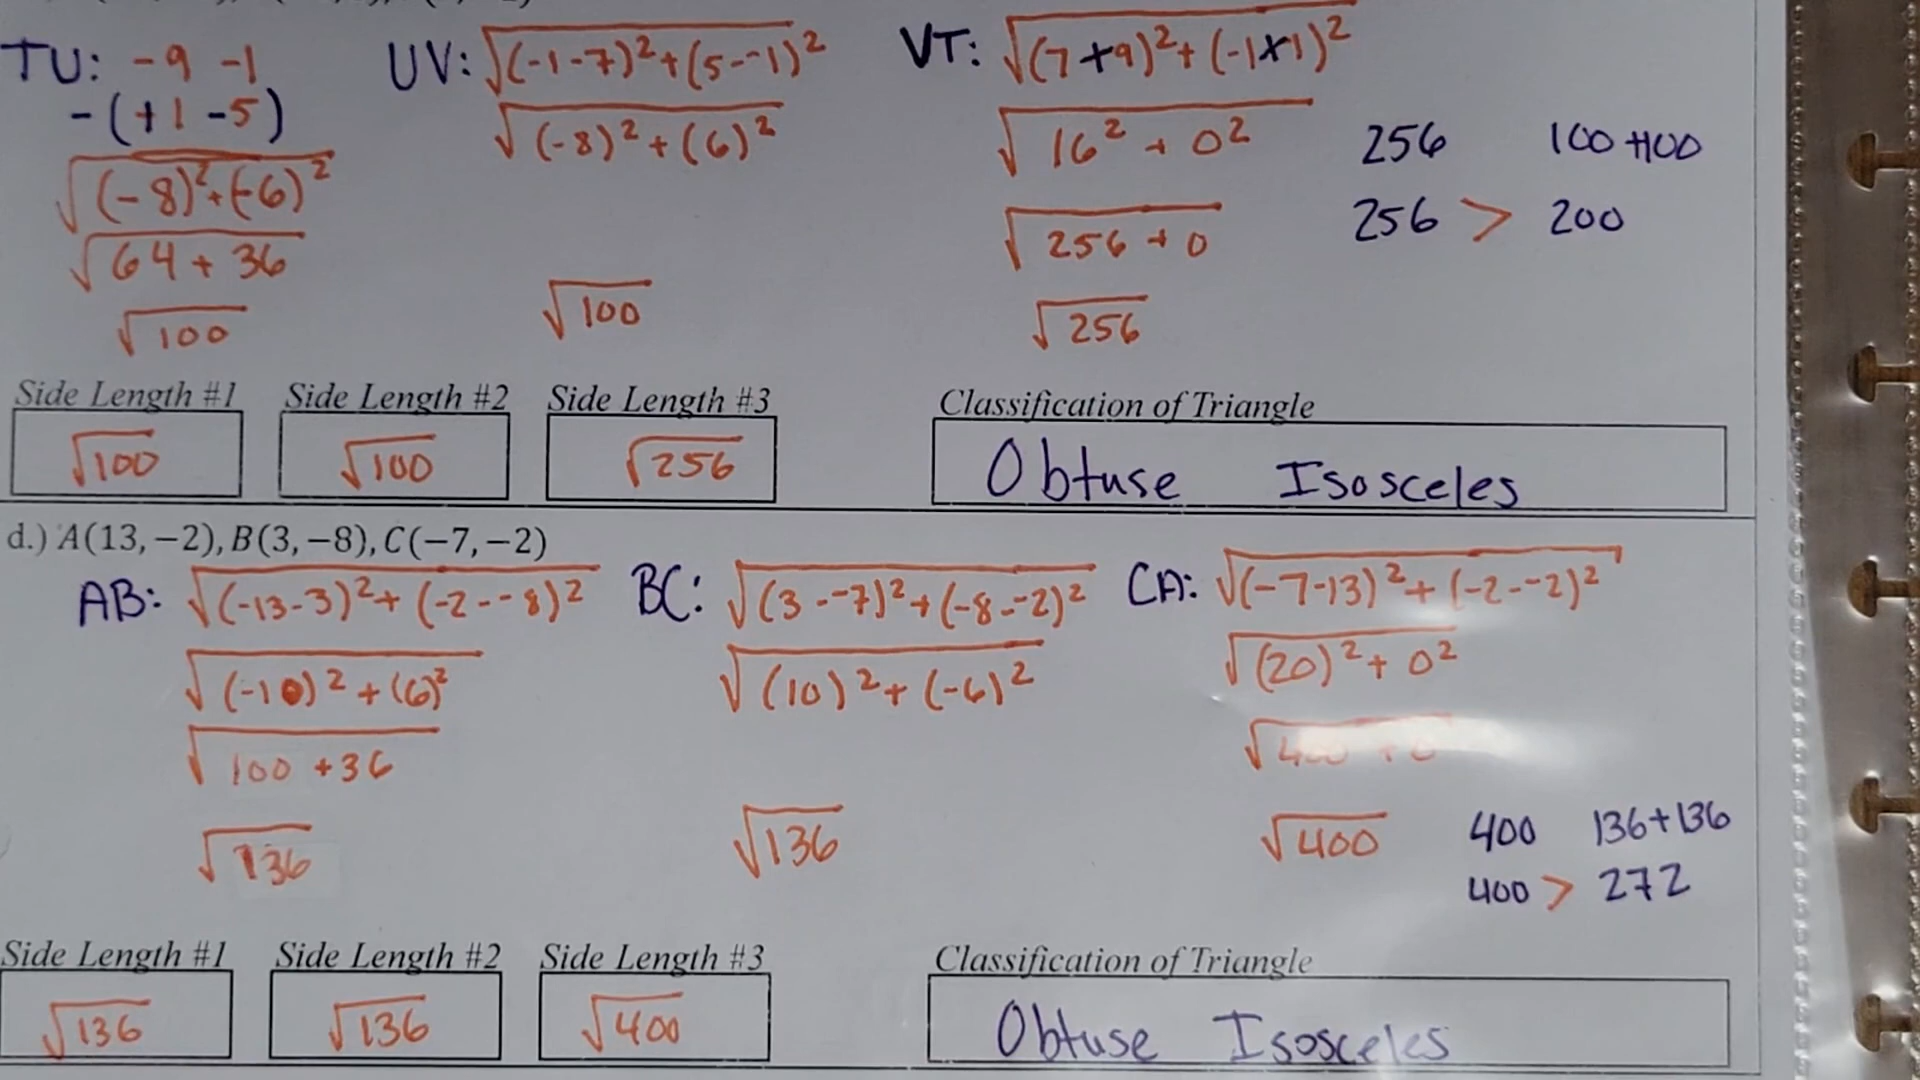 TU: -9 -1
-(+1 -5)
√(-8)²+(-6)²
√64 + 36
√100
UV: √(-1-7)²+(5--1)²
√(-8)²+(6)²
√100
VT: √(7+9)²+(-1+1)²
√16² + 0²
√256 + 0
√256
256 100+100
256 > 200
Side Length #1 Side Length #2 Side Length #3 Classification of Triangle
√100 √100 √256 Obtuse Isosceles
d.) A(13, −2), B(3, −8), C(−7, −2)
AB: √(-13-3)²+(-2--8)²
√(-10)²+(6)²
√100 +36
√136
BC: √(3--7)²+(-8--2)²
√(10)²+(-6)²
√136
CA: √(-7-13)²+(-2--2)²
√(20)²+0²
√400
400 136+136
400 > 272
Side Length #1 Side Length #2 Side Length #3 Classification of Triangle
√136 √136 √400 Obtuse Isosceles